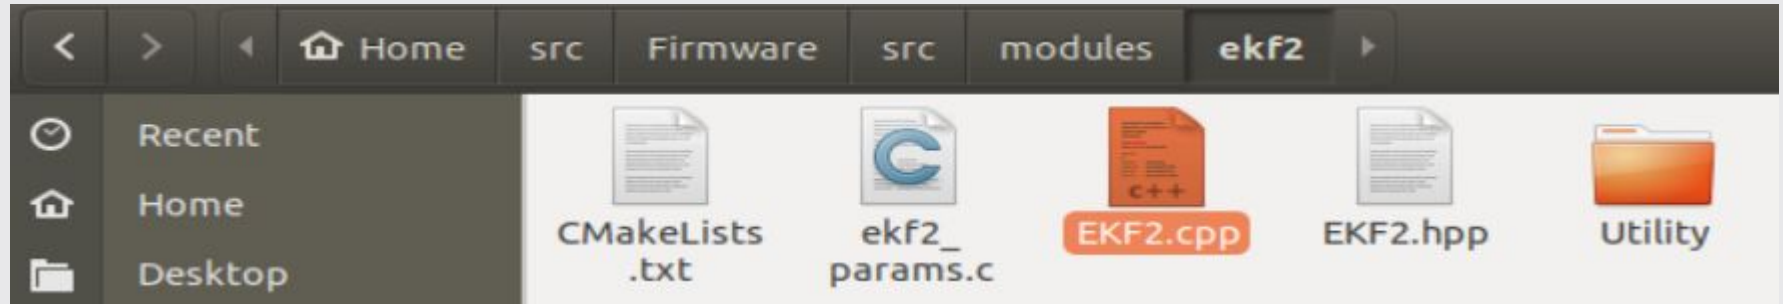 Home src Firmware src modules ekf2
Recent
Home
Desktop
C
c++
CMakeLists
.txt
ekf2_
params.c
EKF2.cpp
EKF2.hpp
Utility